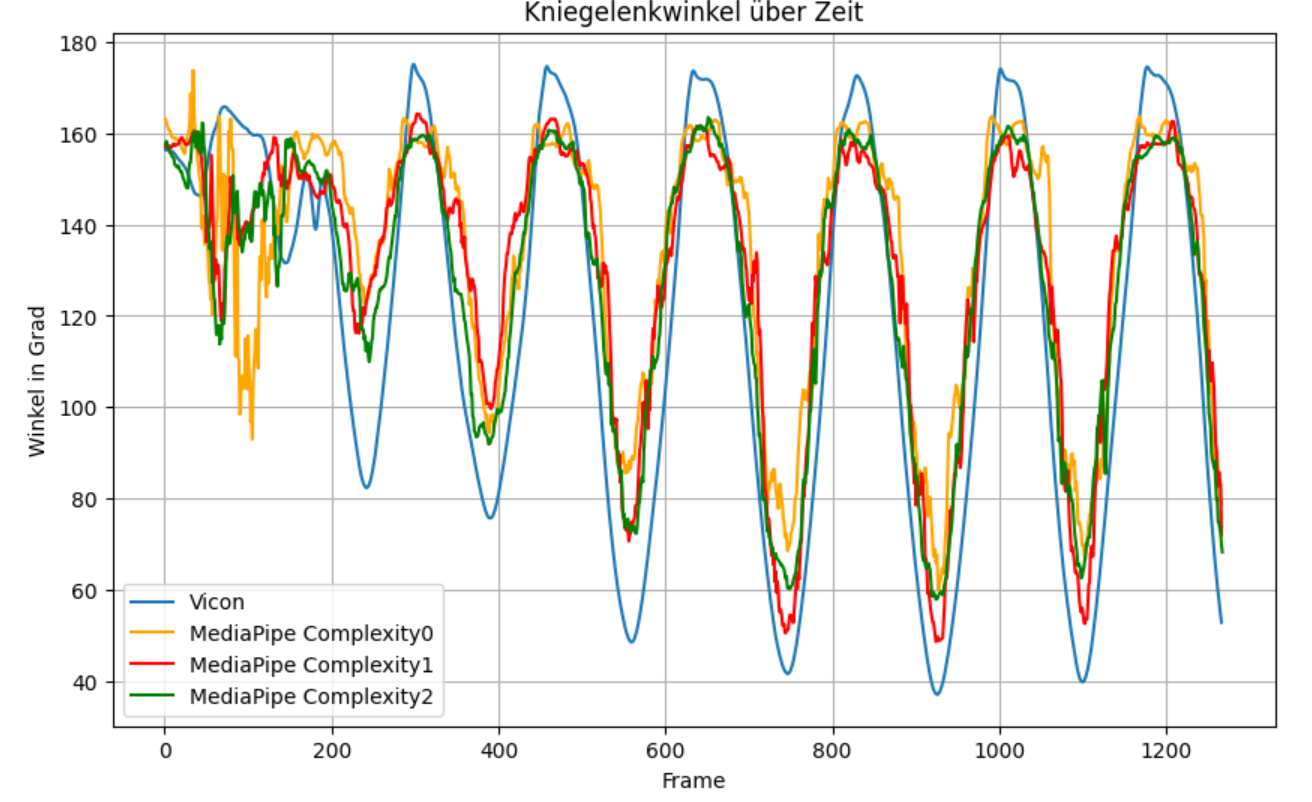 Kniegelenkwinkel über Zeit
180
160
140
120
100
80
60
40
Winkel in Grad
Vicon
MediaPipe Complexity0
MediaPipe Complexity1
MediaPipe Complexity2
0 200 400 600 800 1000 1200
Frame